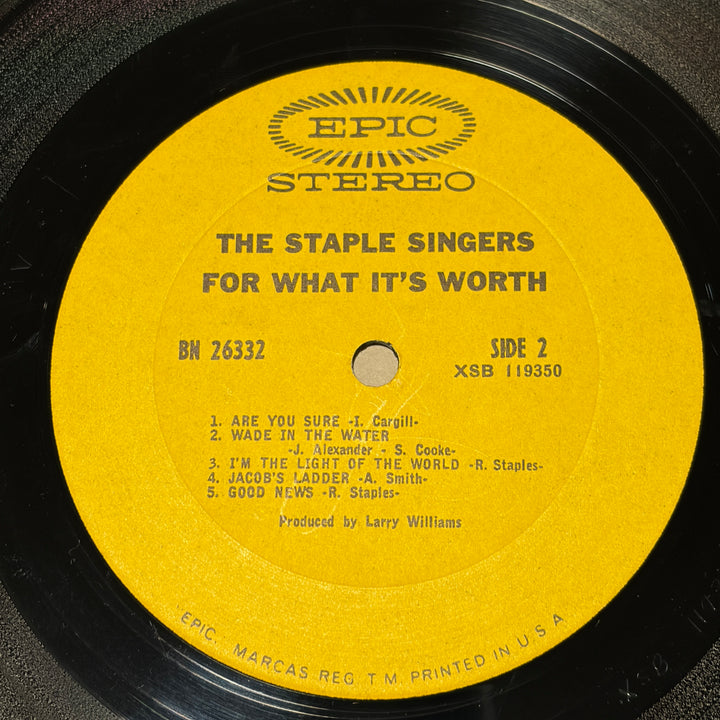 EPIC
STEREO
THE STAPLE SINGERS
FOR WHAT IT'S WORTH
BN 26332
SIDE 2
XSB 119350
1. ARE YOU SURE -I. Cargill-
2. WADE IN THE WATER
-J. Alexander - S. Cooke-
3. I'M THE LIGHT OF THE WORLD -R. Staples-
4. JACOB'S LADDER -A. Smith-
5. GOOD NEWS -R. Staples-
Produced by Larry Williams
"EPIC, MARCAS REG. T M. PRINTED IN U S A
XSB